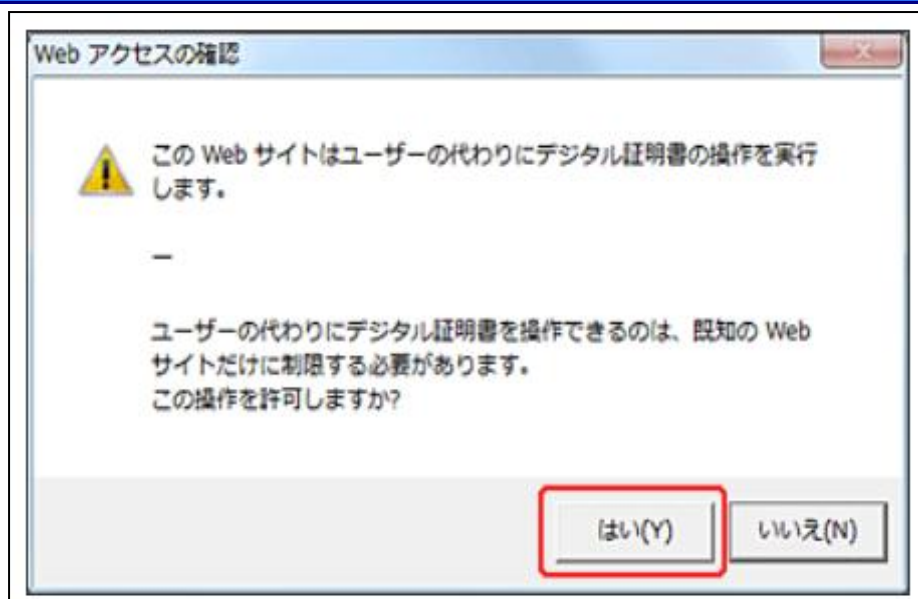 Web アクセスの確認
この Web サイトはユーザーの代わりにデジタル証明書の操作を実行
します。
ー
ユーザーの代わりにデジタル証明書を操作できるのは、既知の Web
サイトだけに制限する必要があります。
この操作を許可しますか?
はい(Y)
いいえ(N)